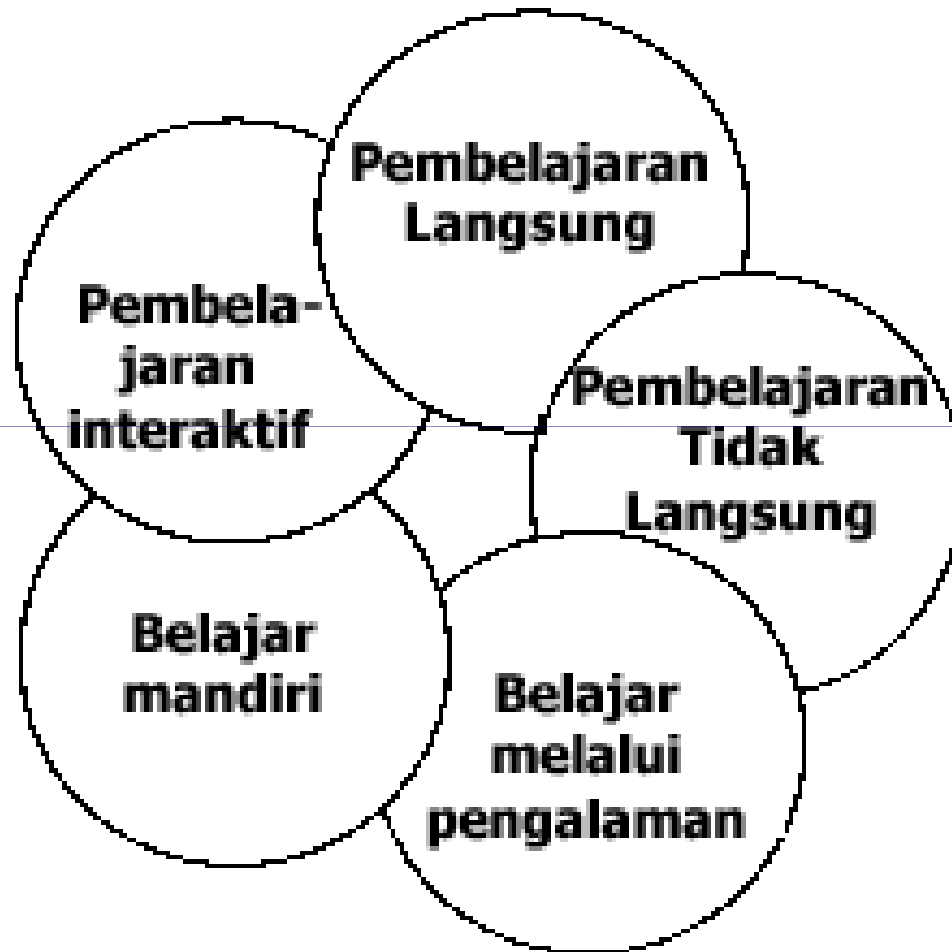 Pembelajaran
Langsung
Pembela-
jaran
interaktif
Pembelajaran
Tidak
Langsung
Belajar
mandiri
Belajar
melalui
pengalaman